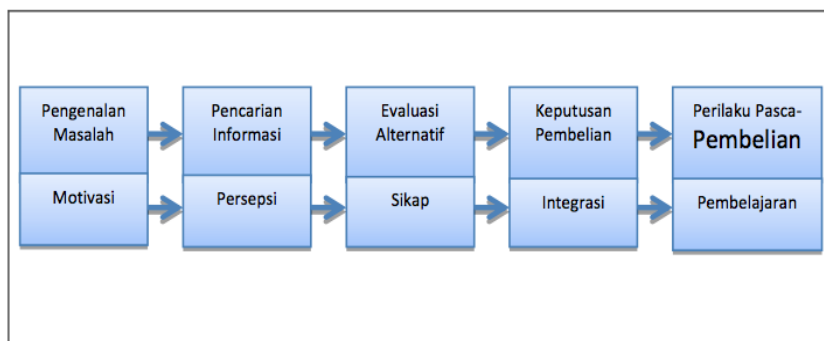 Pengenalan
Masalah
Pencarian
Informasi
Evaluasi
Alternatif
Keputusan
Pembelian
Perilaku Pasca-
Pembelian
Motivasi
Persepsi
Sikap
Integrasi
Pembelajaran